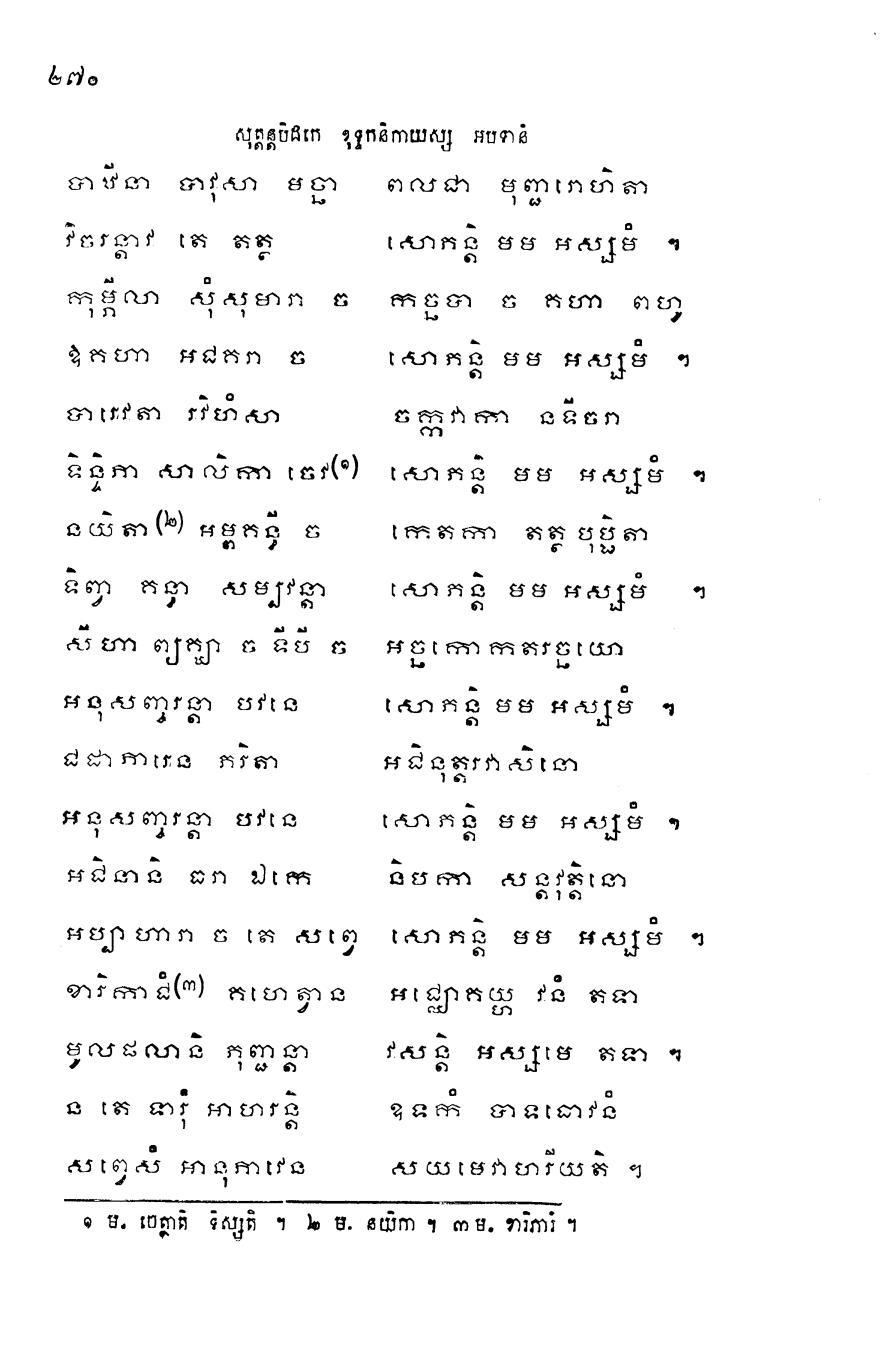 ២៧០
សុត្តន្តបិដកេ ខុទ្ទកនិកាយស្ស អបទានំ
បាឋីនា បាវុសា មច្ឆា ពលជា មុញ្ជរោហិតា
វិចរន្តាវ តេ តត្ថ សោភន្តិ មម អស្សមំ ។
កុម្ភីលា សុំសុមារា ច កច្ឆបា ច គហា ពហូ
ឱគហា អជគរា ច សោភន្តិ មម អស្សមំ ។
បារេវតា រវិហំសា ចក្កវាកា នទីចរា
ទិន្ទិភា សាលិកា ចេវ(១) សោភន្តិ មម អស្សមំ ។
នយិតា(២) អម្ពគន្ធី ច កេតកា តត្ថ បុប្ផិតា
ទិញ្វា គន្ធា សម្បវន្តា សោភន្តិ មម អស្សមំ ។
សីហា ព្យគ្ឃា ច ទីបី ច អច្ឆកោកតរច្ឆយោ
អនុសញ្ចរន្តា បវនេ សោភន្តិ មម អស្សមំ ។
ជដាភារេន ភរិតា អជិនុត្តរវាសិនោ
អនុសញ្ចរន្តា បវនេ សោភន្តិ មម អស្សមំ ។
អជិនានិ ធរា ឯកេ និបកា សន្តវុត្តិនោ
អប្បាហារា ច តេ សព្វេ សោភន្តិ មម អស្សមំ ។
ខារិកាជំ(៣) គហេត្វាន អជ្ឈោគយ្ហ វនំ តទា
មូលផលានិ ភុញ្ជន្តា វសន្តិ អស្សមេ តទា ។
ន តេ ទារុំ អាហរន្តិ ឧទកំ បាទធោវនំ
សព្វេសំ អានុភាវេន សយមេវាហរីយតិ ។
១ ម. ចេត្ថាតិ ទិស្សតិ ។ ២ ម. នយិកា ។ ៣ ម. ខារិភារំ ។